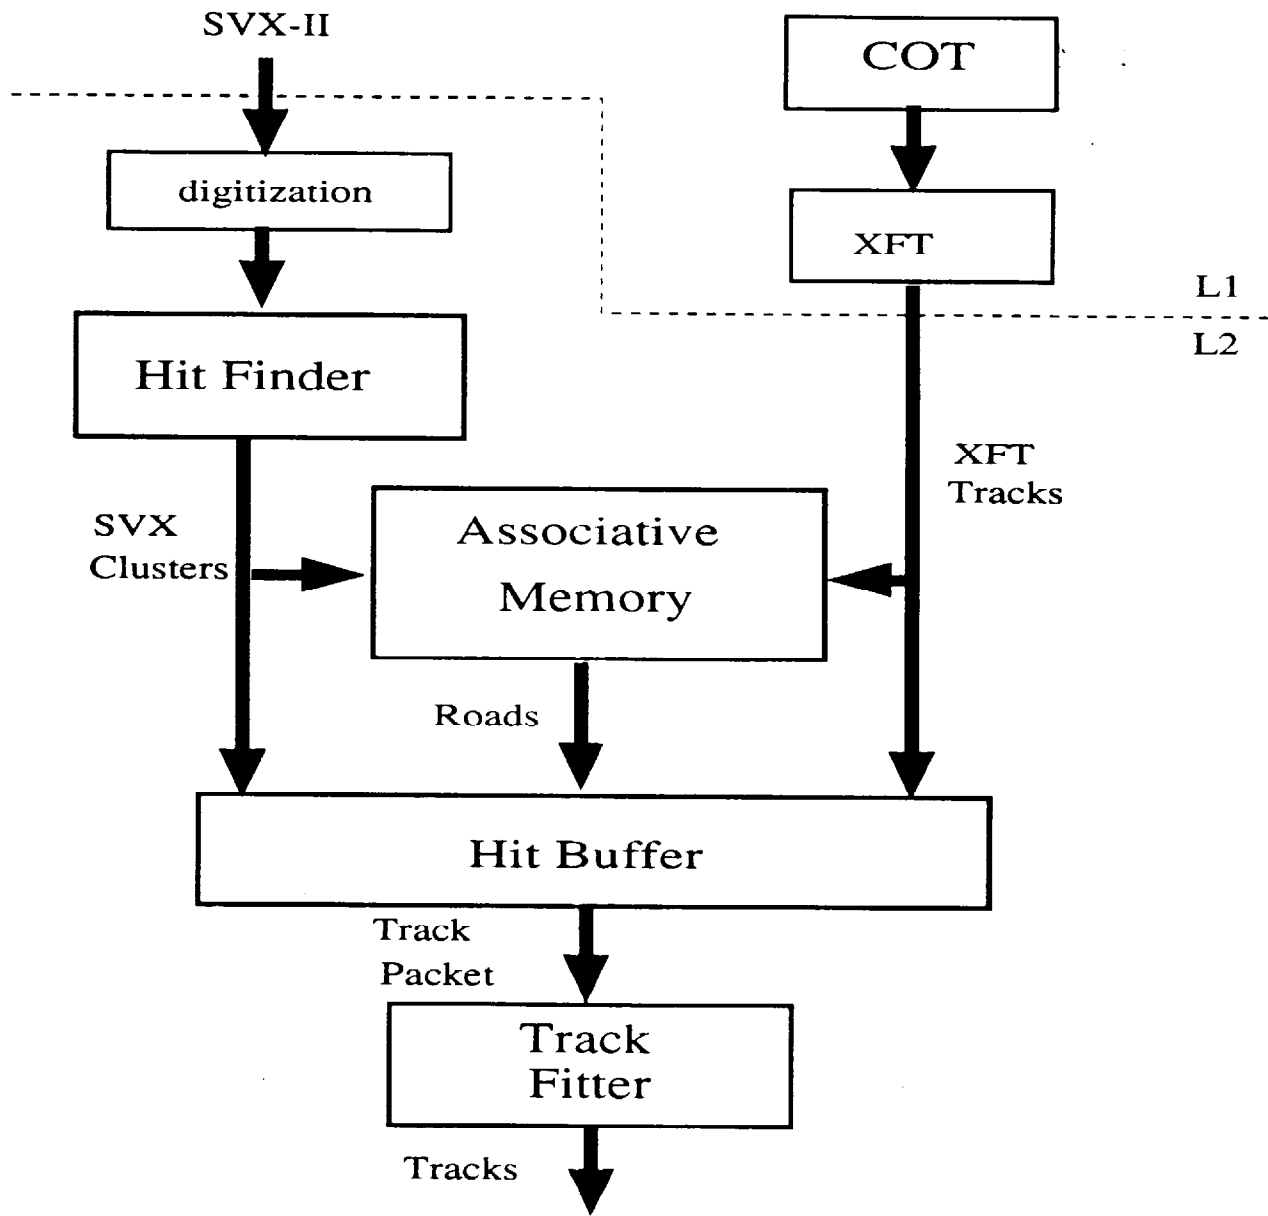 SVX-II
COT
digitization
XFT
L1
L2
Hit Finder
XFT
Tracks
SVX
Clusters
Associative
Memory
Roads
Hit Buffer
Track
Packet
Track
Fitter
Tracks